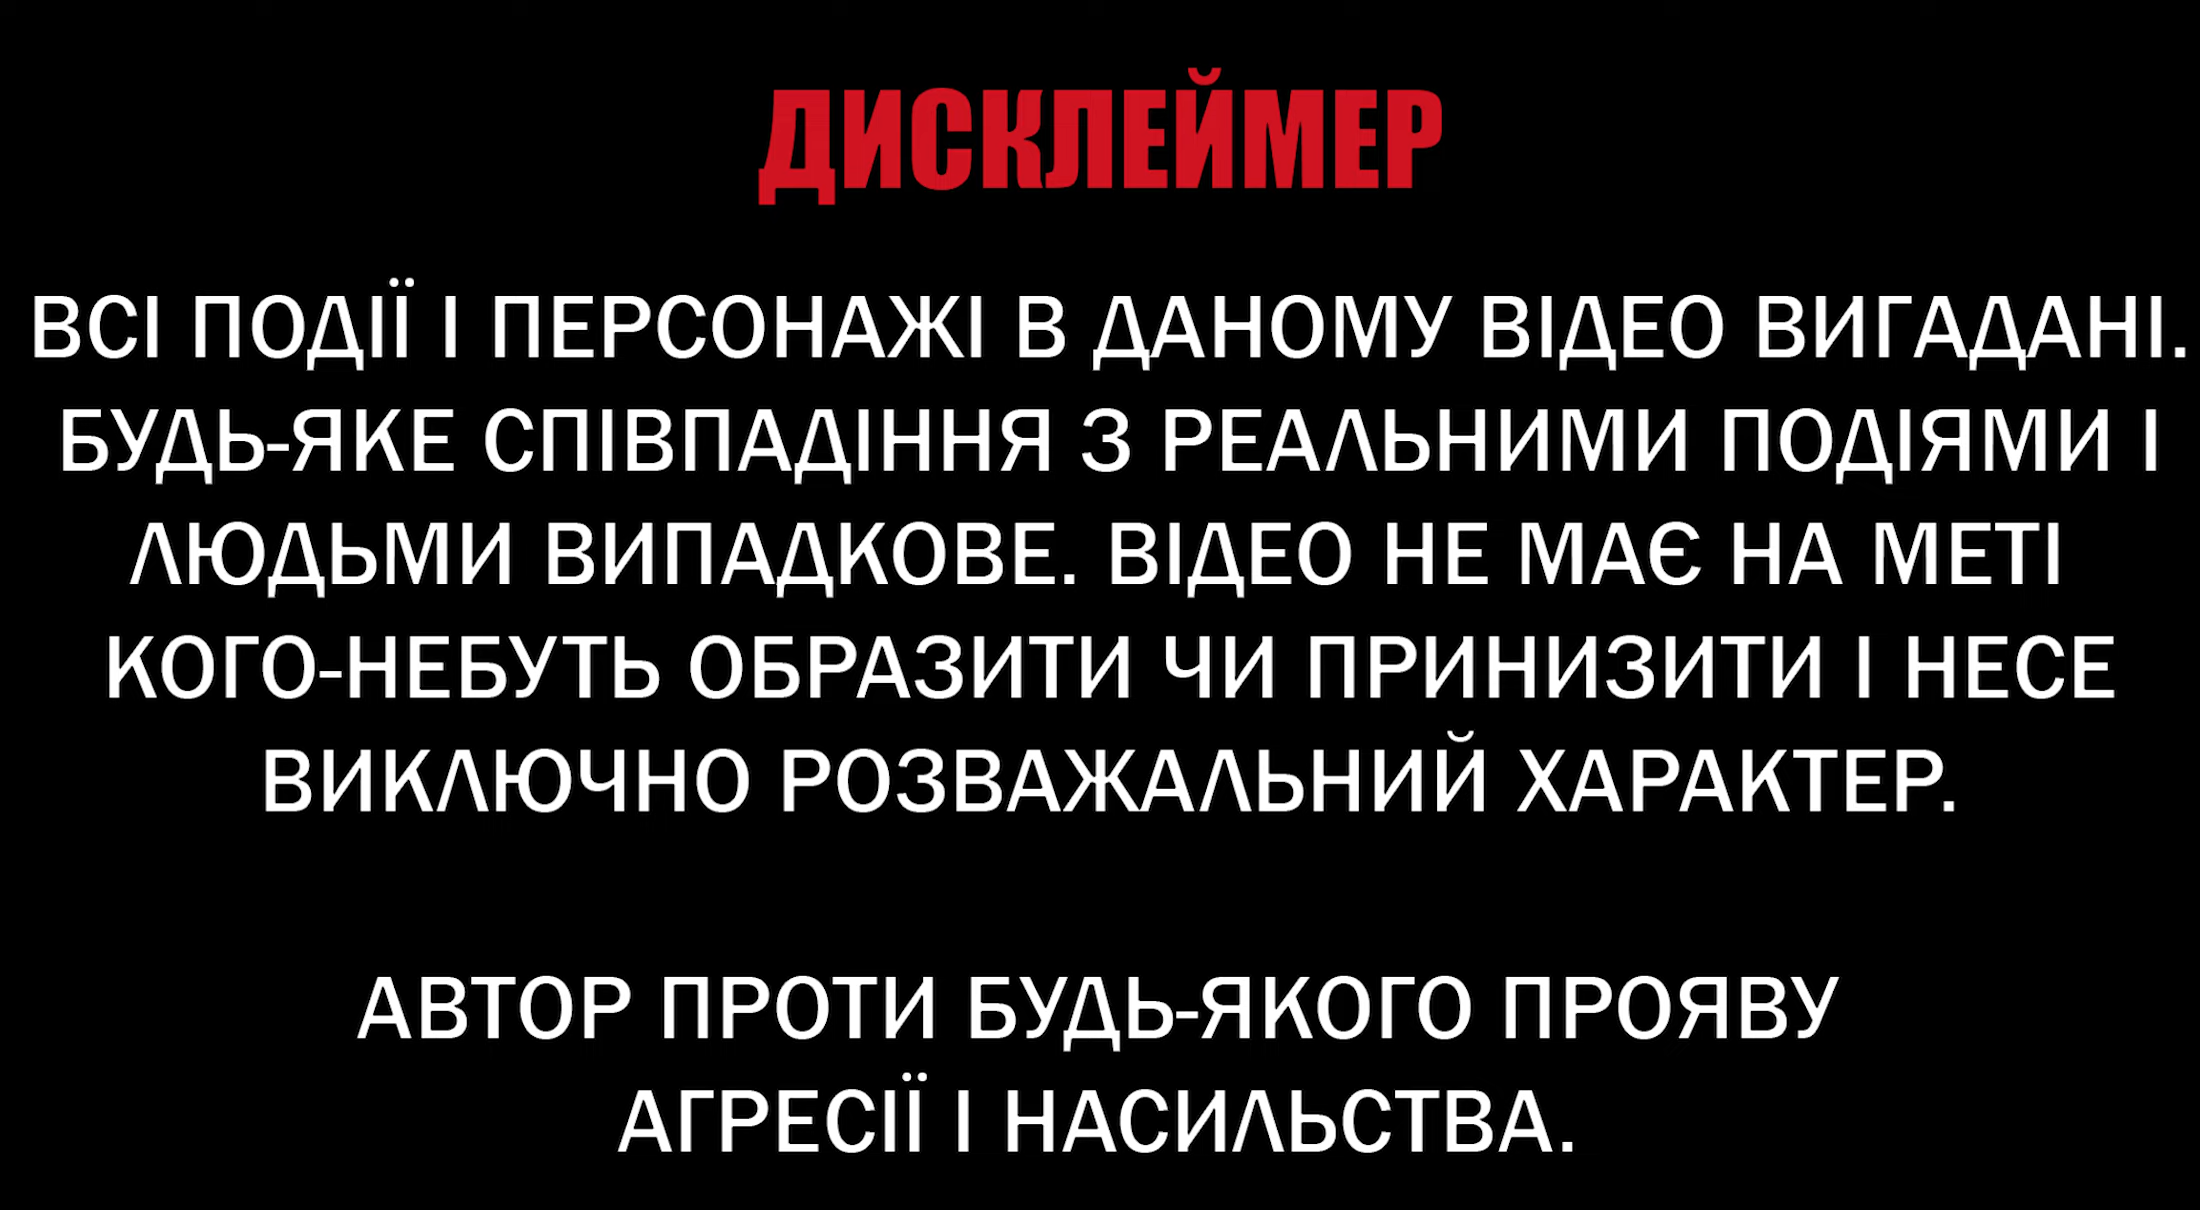 ДИСКЛЕЙМЕР
ВСІ ПОДІЇ І ПЕРСОНАЖІ В ДАНОМУ ВІДЕО ВИГАДАНІ.
БУДЬ-ЯКЕ СПІВПАДІННЯ З РЕАЛЬНИМИ ПОДІЯМИ І
ЛЮДЬМИ ВИПАДКОВЕ. ВІДЕО НЕ МАЄ НА МЕТІ
КОГО-НЕБУТЬ ОБРАЗИТИ ЧИ ПРИНИЗИТИ І НЕСЕ
ВИКЛЮЧНО РОЗВАЖАЛЬНИЙ ХАРАКТЕР.
АВТОР ПРОТИ БУДЬ-ЯКОГО ПРОЯВУ
АГРЕСІЇ І НАСИЛЬСТВА.